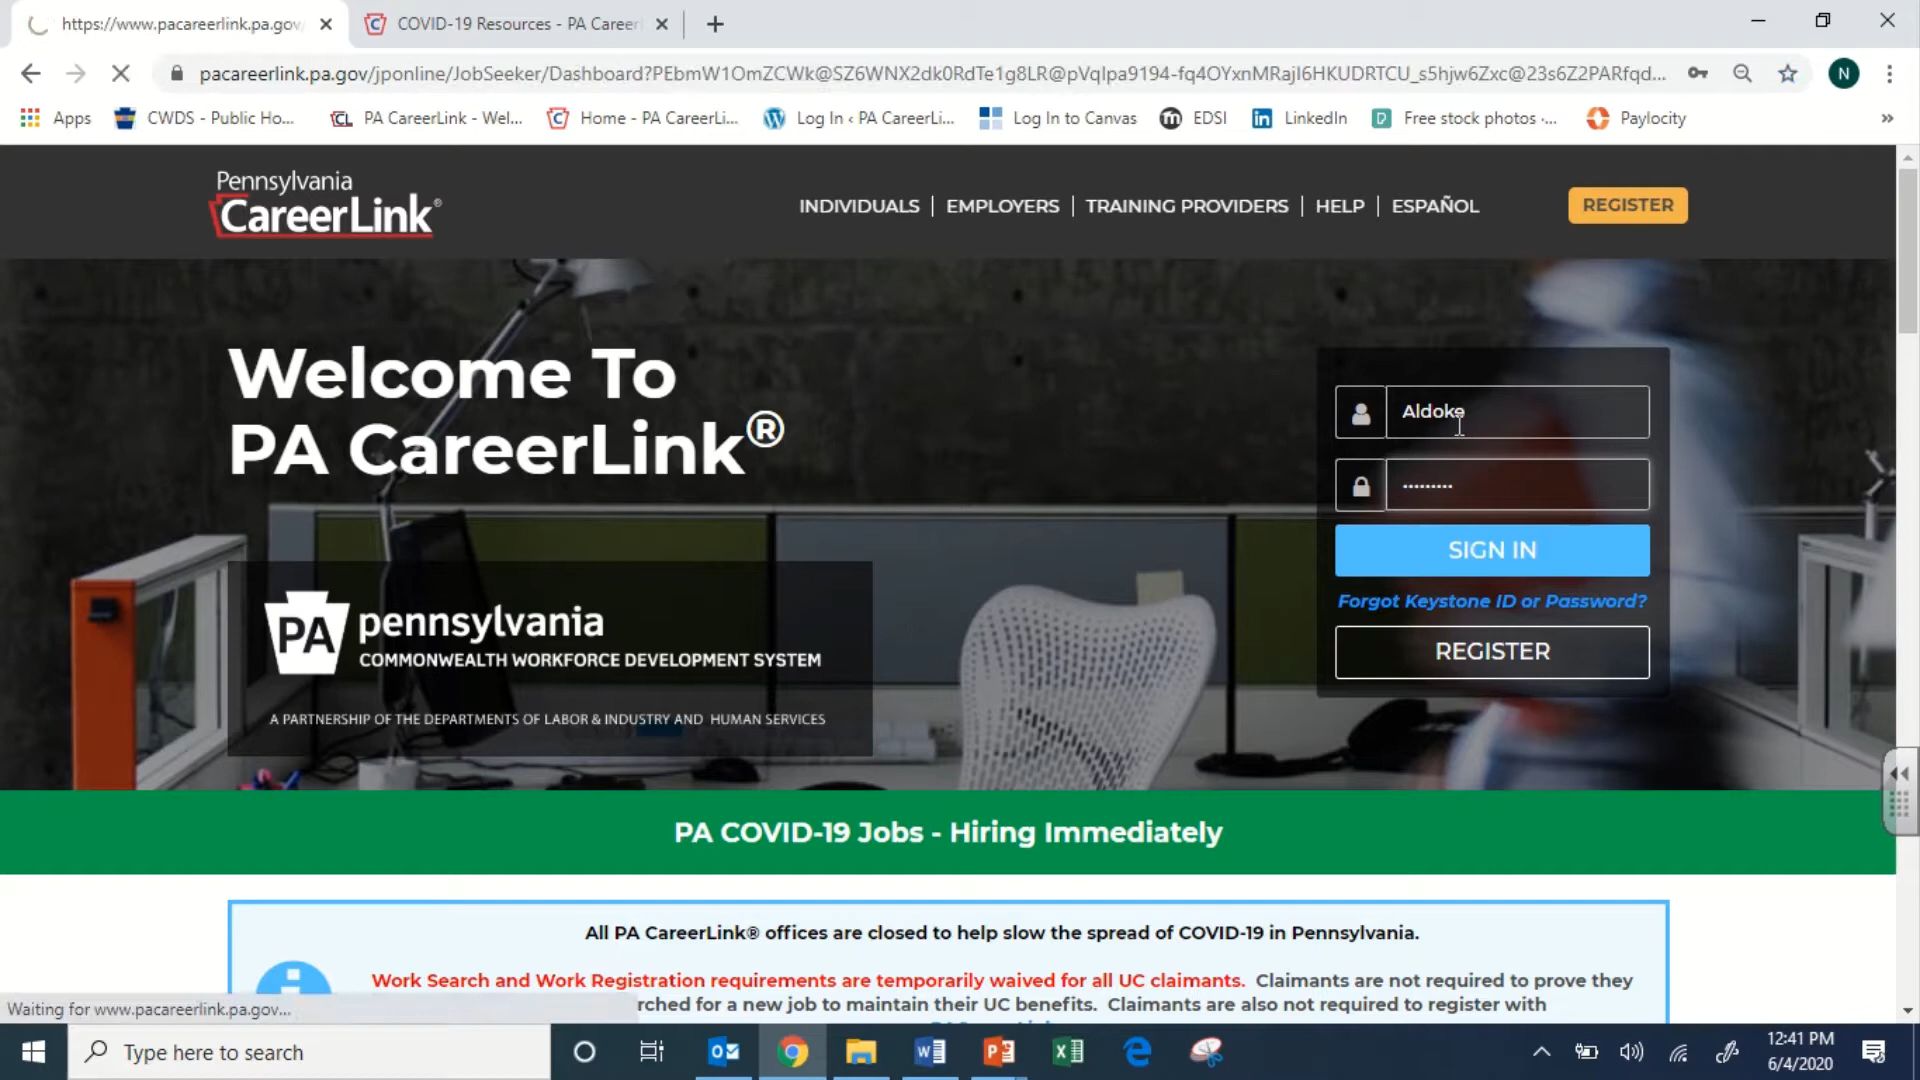 https://www.pacareerlink.pa.gov
COVID-19 Resources - PA Career
pacareerlink.pa.gov/jponline/JobSeeker/Dashboard?PEbmW1OmZCWk@SZ6WNX2dk0RdTe1g8LR@pVqIpa9194-fq4OYxnMRajI6HKUDRTCU_s5hjw6Zxc@23s6Z2PARfqd...
N
Apps
CWDS - Public Ho...
PA CareerLink - Wel...
Home - PA CareerLi...
Log In ‹ PA CareerLi...
Log In to Canvas
EDSI
LinkedIn
Free stock photos ·...
Paylocity
Pennsylvania
CareerLink®
INDIVIDUALS | EMPLOYERS | TRAINING PROVIDERS | HELP | ESPAÑOL
REGISTER
Welcome To
PA CareerLink®
Aldoke
•••••••••
SIGN IN
Forgot Keystone ID or Password?
REGISTER
PA
pennsylvania
COMMONWEALTH WORKFORCE DEVELOPMENT SYSTEM
A PARTNERSHIP OF THE DEPARTMENTS OF LABOR & INDUSTRY AND HUMAN SERVICES
PA COVID-19 Jobs - Hiring Immediately
All PA CareerLink® offices are closed to help slow the spread of COVID-19 in Pennsylvania.
Work Search and Work Registration requirements are temporarily waived for all UC claimants. Claimants are not required to prove they
rched for a new job to maintain their UC benefits. Claimants are also not required to register with
Waiting for www.pacareerlink.pa.gov...
Type here to search
12:41 PM
6/4/2020